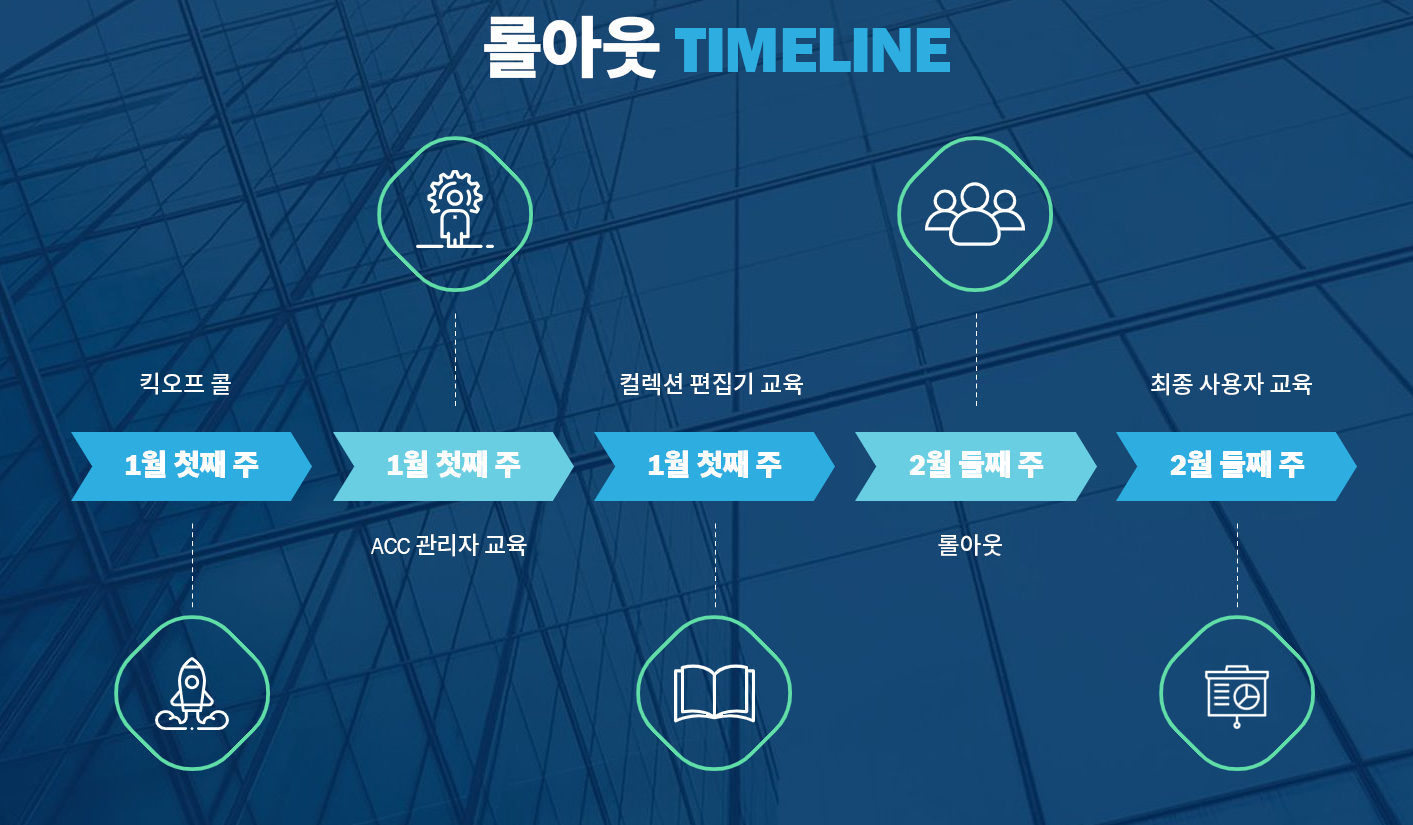 롤아웃 TIMELINE
킥오프 콜
컬렉션 편집기 교육
최종 사용자 교육
1월 첫째 주
1월 첫째 주
1월 첫째 주
2월 둘째 주
2월 둘째 주
ACC 관리자 교육
롤아웃